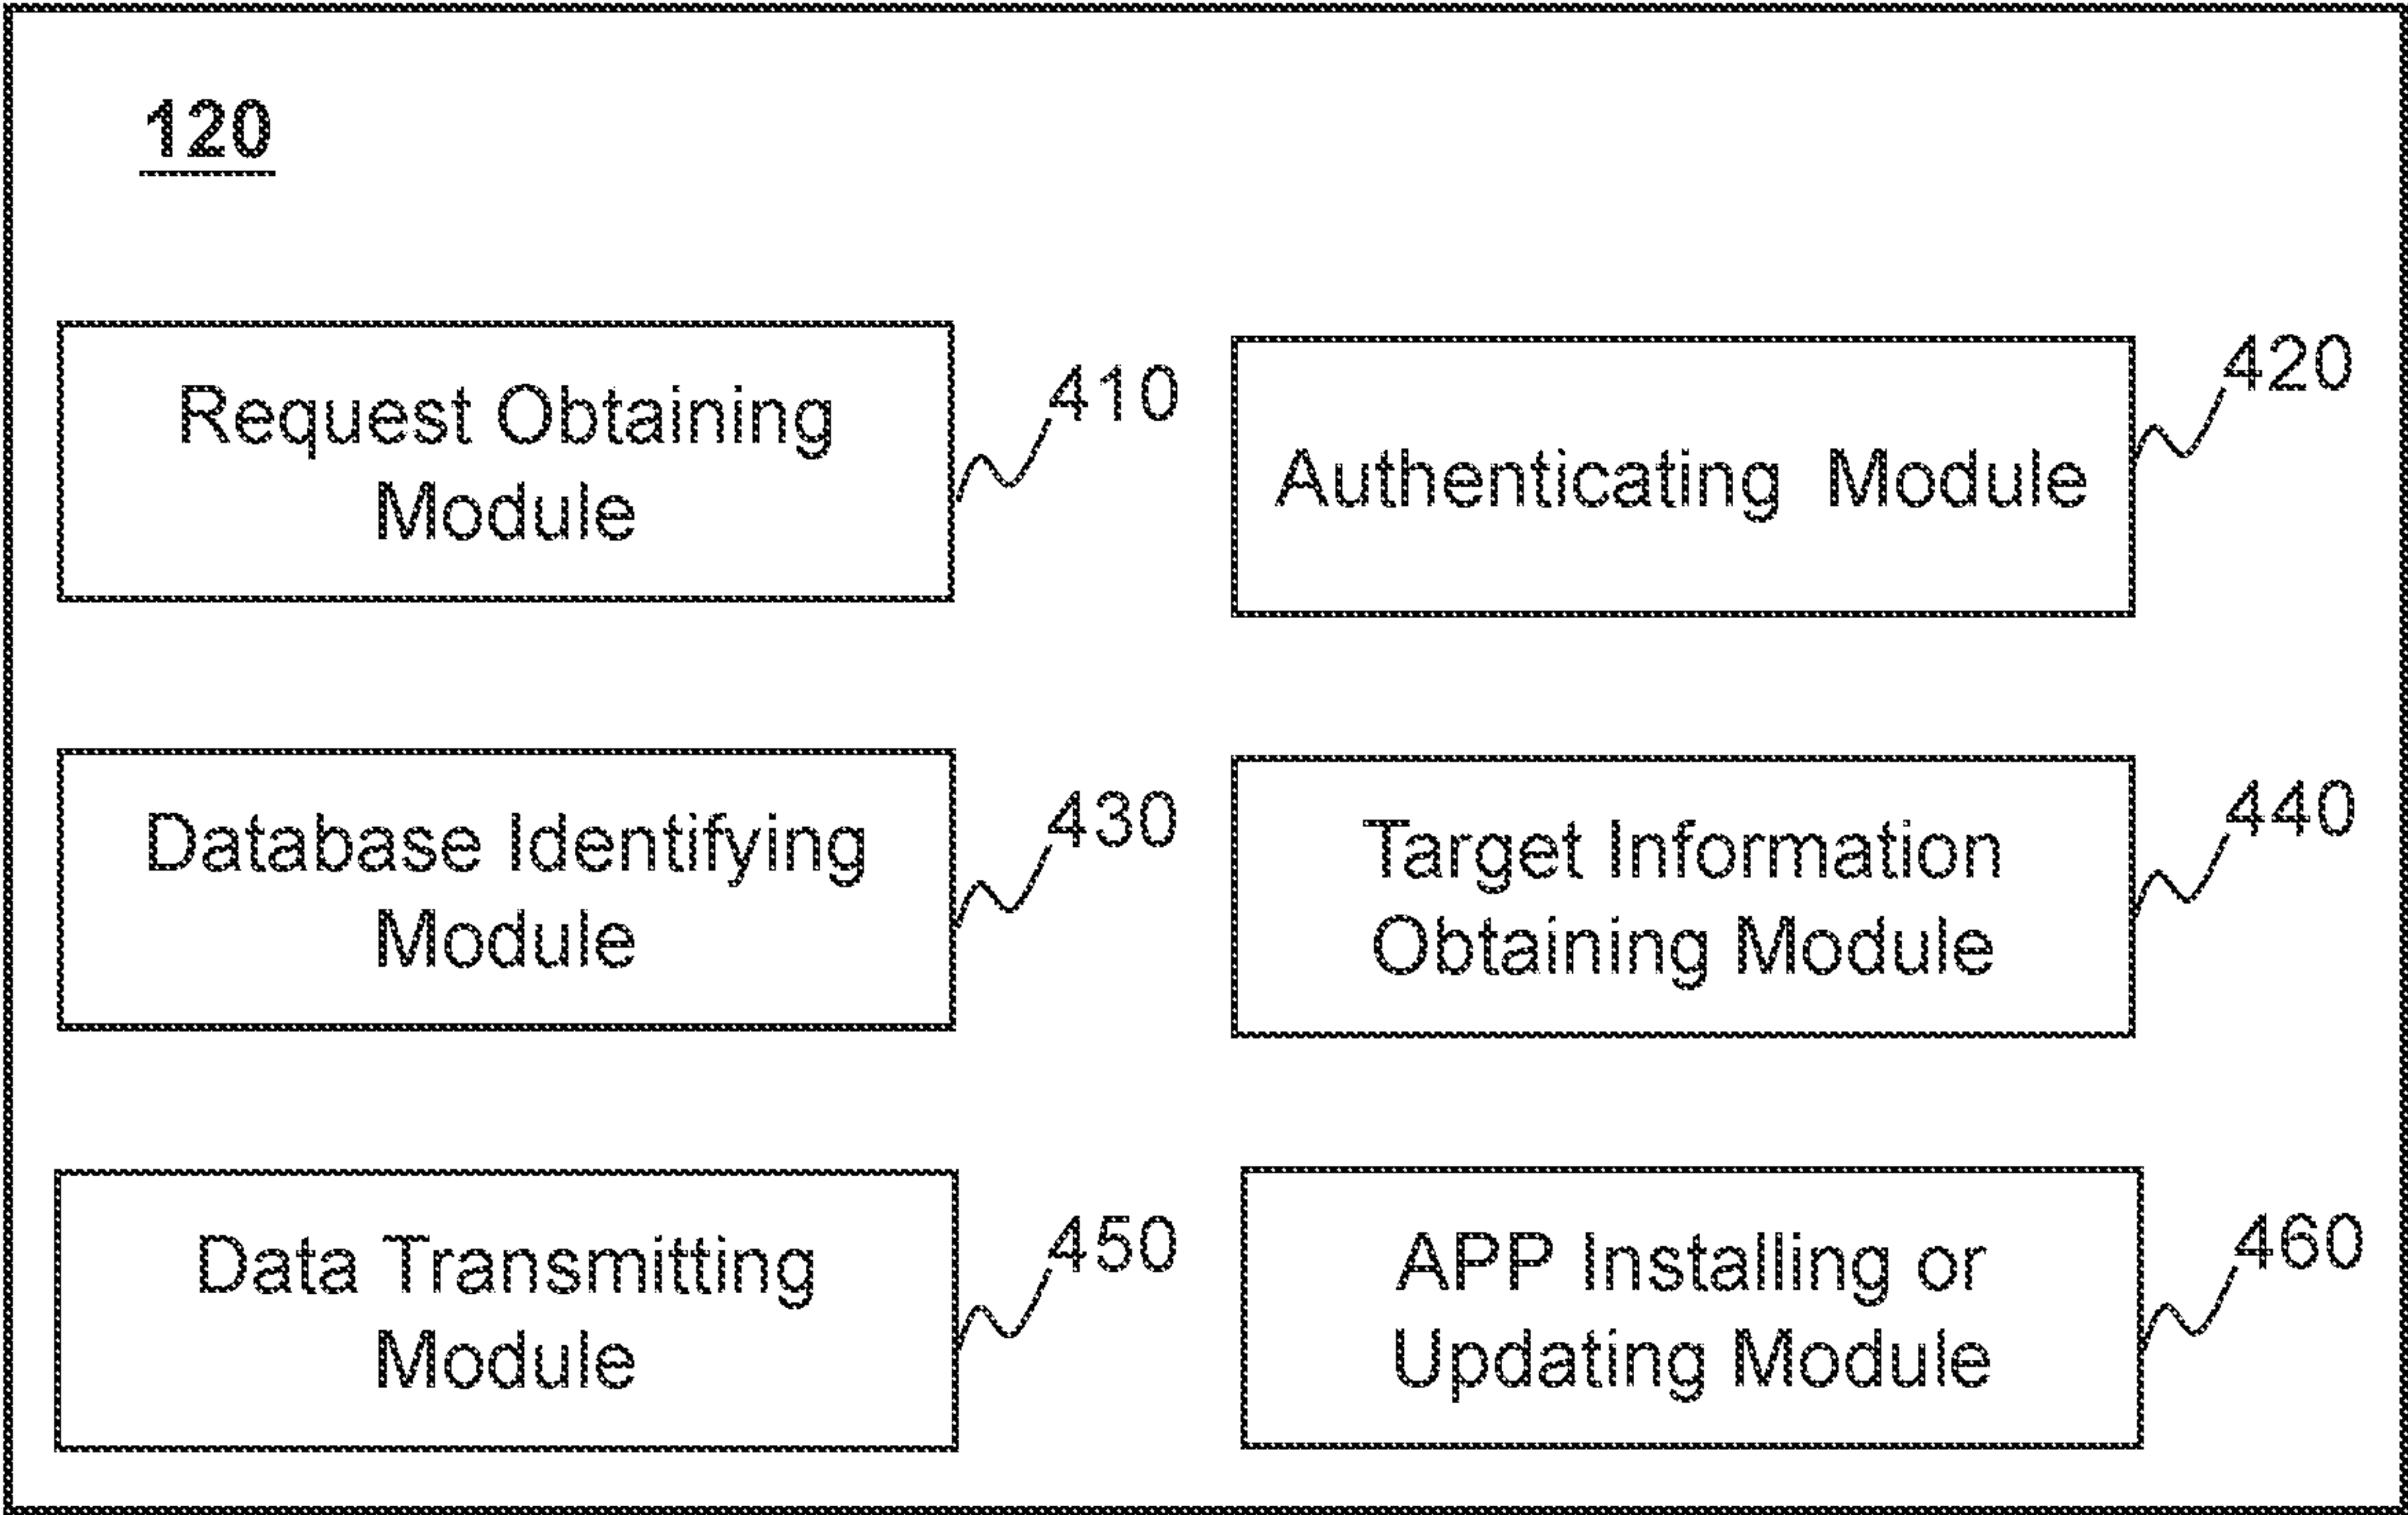 120
Request Obtaining
Module
410
Authenticating Module
420
Database Identifying
Module
430
Target Information
Obtaining Module
440
Data Transmitting
Module
450
APP Installing or
Updating Module
460